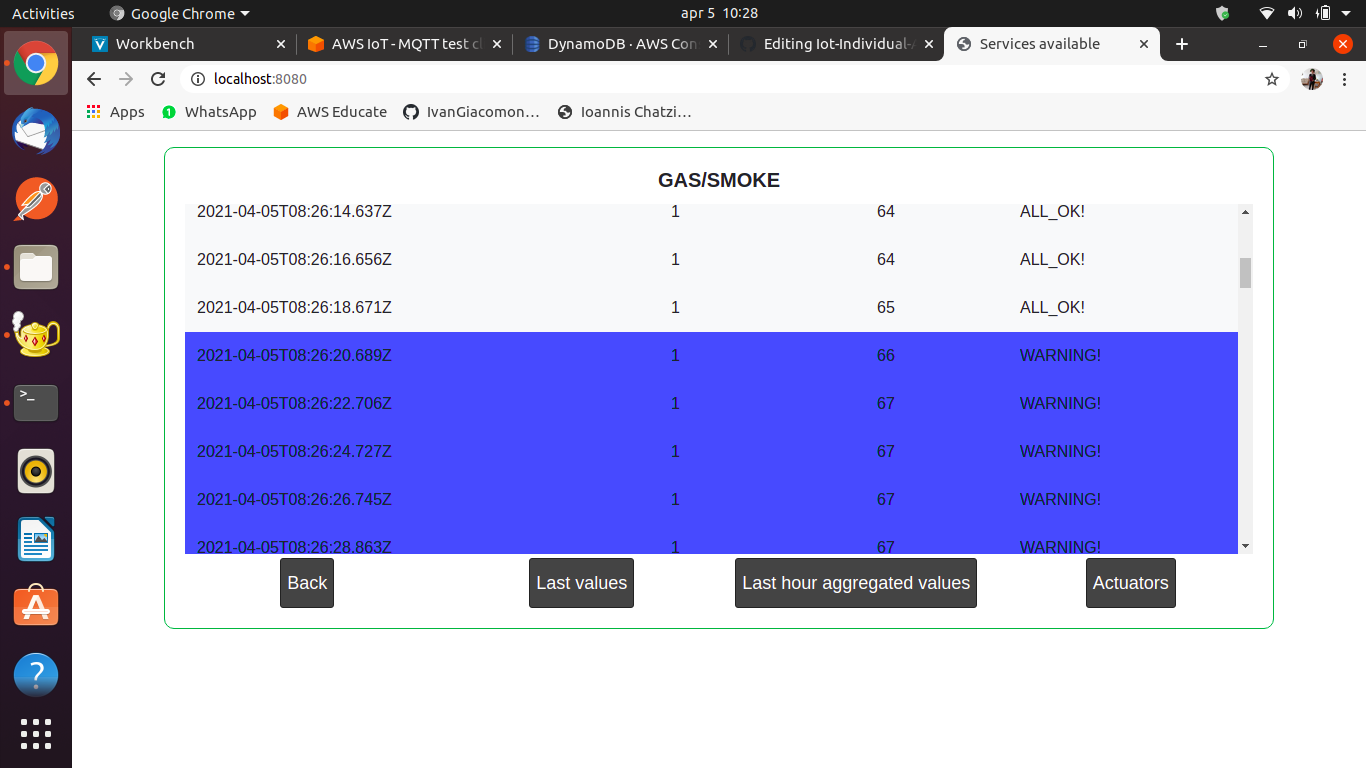 Activities Google Chrome apr 5 10:28
Workbench AWS IoT - MQTT test cl DynamoDB · AWS Con Editing Iot-Individual- Services available
localhost:8080
Apps 1 WhatsApp AWS Educate IvanGiacomon… Ioannis Chatzi…
GAS/SMOKE
2021-04-05T08:26:14.637Z 1 64 ALL_OK!
2021-04-05T08:26:16.656Z 1 64 ALL_OK!
2021-04-05T08:26:18.671Z 1 65 ALL_OK!
2021-04-05T08:26:20.689Z 1 66 WARNING!
2021-04-05T08:26:22.706Z 1 67 WARNING!
2021-04-05T08:26:24.727Z 1 67 WARNING!
2021-04-05T08:26:26.745Z 1 67 WARNING!
2021-04-05T08:26:28.863Z 1 67 WARNING!
Back Last values Last hour aggregated values Actuators